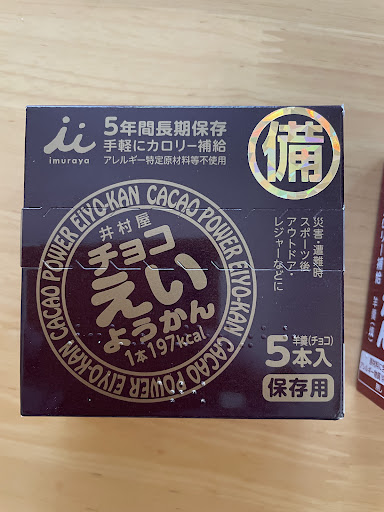 imuraya
5年間長期保存
手軽にカロリー補給
アレルギー特定原材料等不使用
備
災害・遭難時
スポーツ後
アウトドア・
レジャーなどに
CACAO POWER EIYO-KAN CACAO POWER EIYO-KAN CACAO POWER EIYO-KAN
井村屋
チョコ
えい
ようかん
1本197kcal
羊羹(チョコ)
5本入
保存用